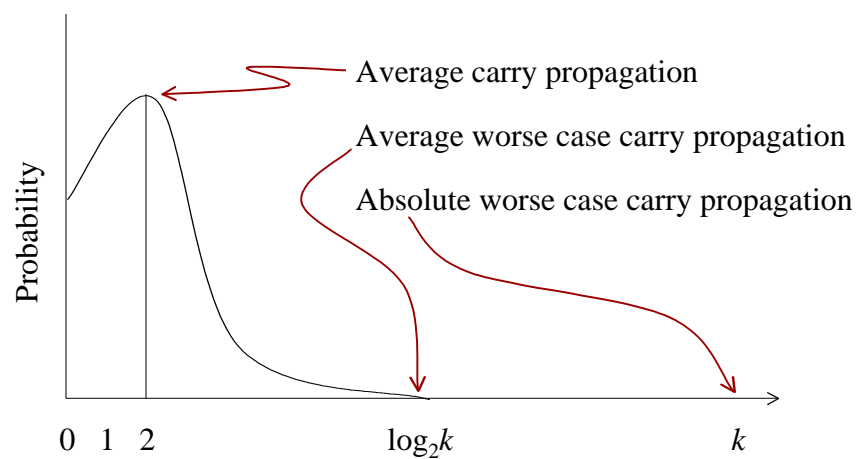 Average carry propagation
Average worse case carry propagation
Absolute worse case carry propagation
Probability
0 1 2 log₂k k